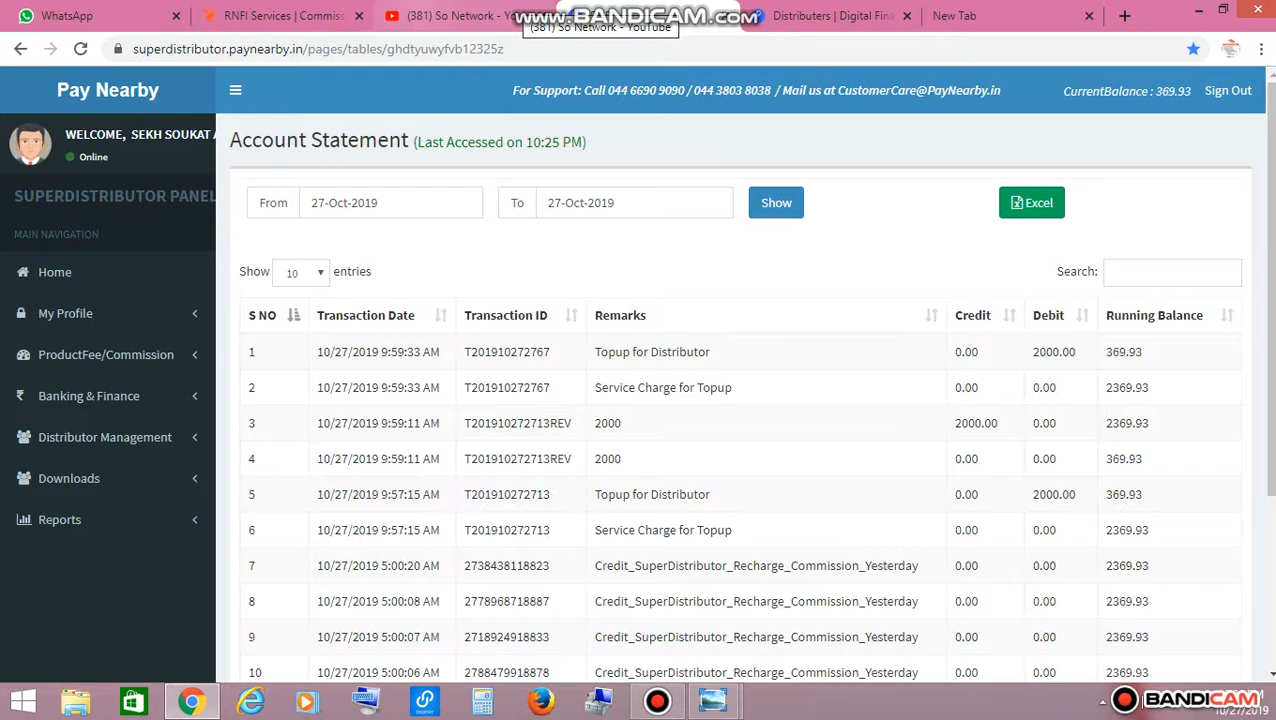 WhatsApp
RNFI Services | Commiss
(381) So Network - Yo
www.BANDICAM.com
Distributers | Digital Fina
New Tab
(381) So Network - YouTube
superdistributor.paynearby.in/pages/tables/ghdtyuwyfvb12325z
Pay Nearby
For Support: Call 044 6690 9090 / 044 3803 8038 / Mail us at CustomerCare@PayNearby.in
CurrentBalance : 369.93
Sign Out
WELCOME, SEKH SOUKAT A
Online
SUPERDISTRIBUTOR PANEL
MAIN NAVIGATION
Home
My Profile
ProductFee/Commission
Banking & Finance
Distributor Management
Downloads
Reports
Account Statement (Last Accessed on 10:25 PM)
From 27-Oct-2019 To 27-Oct-2019 Show Excel
Show 10 entries Search:
S NO Transaction Date Transaction ID Remarks Credit Debit Running Balance
1 10/27/2019 9:59:33 AM T201910272767 Topup for Distributor 0.00 2000.00 369.93
2 10/27/2019 9:59:33 AM T201910272767 Service Charge for Topup 0.00 0.00 2369.93
3 10/27/2019 9:59:11 AM T201910272713REV 2000 2000.00 0.00 2369.93
4 10/27/2019 9:59:11 AM T201910272713REV 2000 0.00 0.00 369.93
5 10/27/2019 9:57:15 AM T201910272713 Topup for Distributor 0.00 2000.00 369.93
6 10/27/2019 9:57:15 AM T201910272713 Service Charge for Topup 0.00 0.00 2369.93
7 10/27/2019 5:00:20 AM 2738438118823 Credit_SuperDistributor_Recharge_Commission_Yesterday 0.00 0.00 2369.93
8 10/27/2019 5:00:08 AM 2778968718887 Credit_SuperDistributor_Recharge_Commission_Yesterday 0.00 0.00 2369.93
9 10/27/2019 5:00:07 AM 2718924918833 Credit_SuperDistributor_Recharge_Commission_Yesterday 0.00 0.00 2369.93
10 10/27/2019 5:00:06 AM 2788479918878 Credit_SuperDistributor_Recharge_Commission_Yesterday 0.00 0.00 2369.93
BANDICAM
10/27/2019